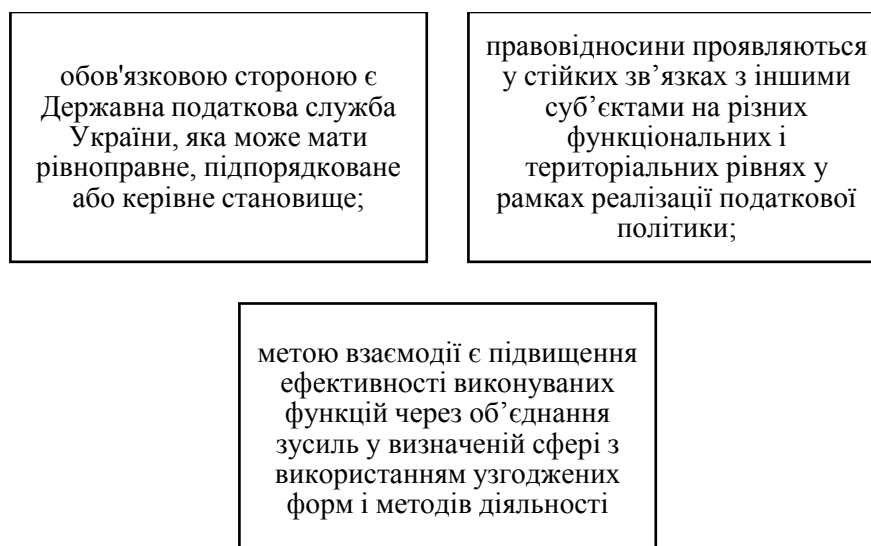 обов'язковою стороною є
Державна податкова служба
України, яка може мати
рівноправне, підпорядковане
або керівне становище;
правовідносини проявляються
у стійких зв’язках з іншими
суб’єктами на різних
функціональних і
територіальних рівнях у
рамках реалізації податкової
політики;
метою взаємодії є підвищення
ефективності виконуваних
функцій через об’єднання
зусиль у визначеній сфері з
використанням узгоджених
форм і методів діяльності